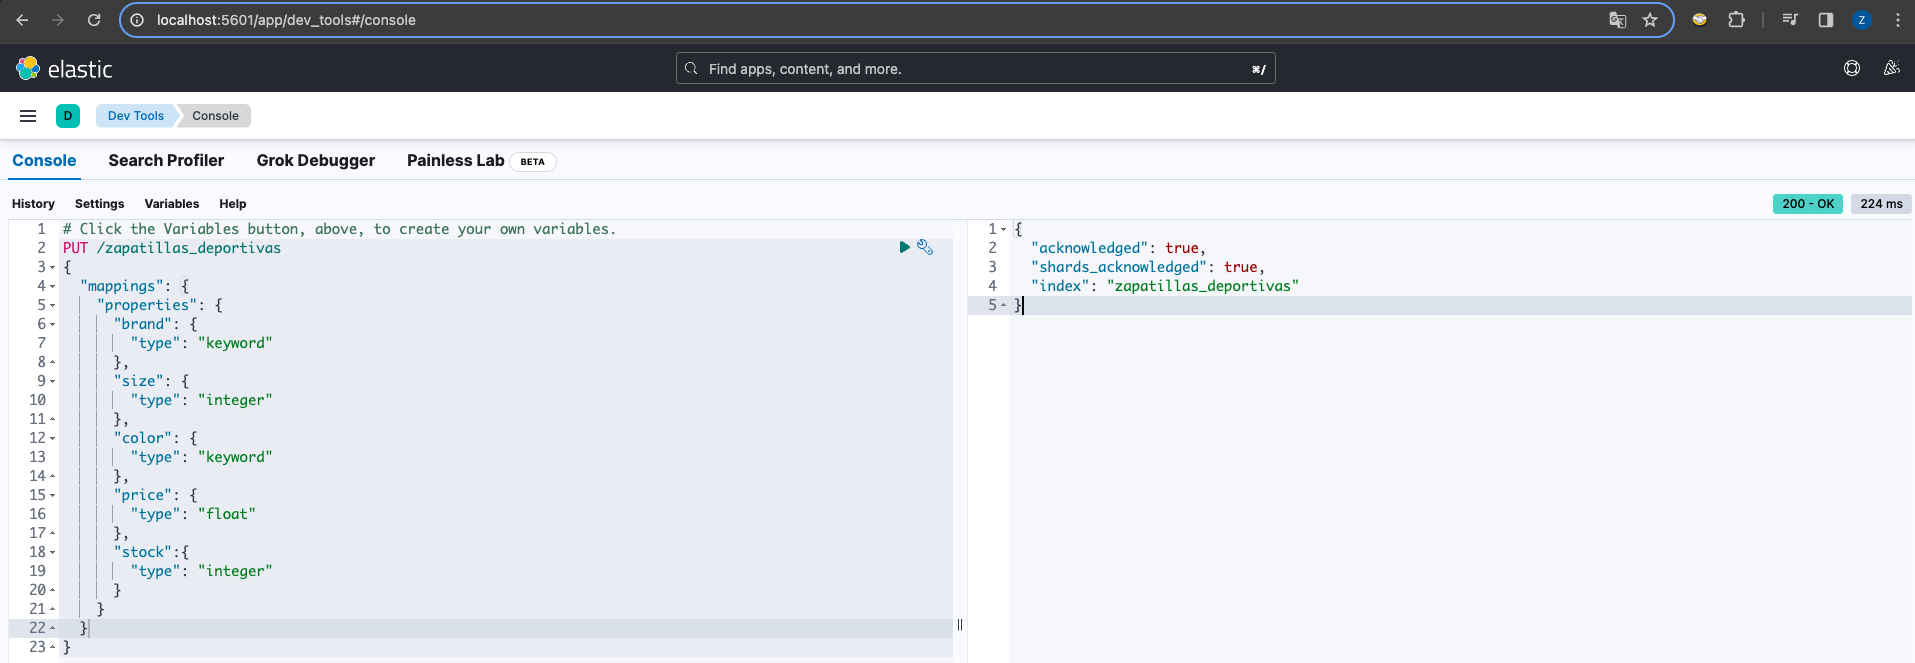 localhost:5601/app/dev_tools#/console
Z
elastic
Find apps, content, and more.
⌘/
D
Dev Tools
Console
Console
Search Profiler
Grok Debugger
Painless Lab
BETA
History
Settings
Variables
Help
200 - OK
224 ms
1 # Click the Variables button, above, to create your own variables.
2 PUT /zapatillas_deportivas
3 {
4 "mappings": {
5 "properties": {
6 "brand": {
7 "type": "keyword"
8 },
9 "size": {
10 "type": "integer"
11 },
12 "color": {
13 "type": "keyword"
14 },
15 "price": {
16 "type": "float"
17 },
18 "stock":{
19 "type": "integer"
20 }
21 }
22 }
23 }
1 {
2 "acknowledged": true,
3 "shards_acknowledged": true,
4 "index": "zapatillas_deportivas"
5 }